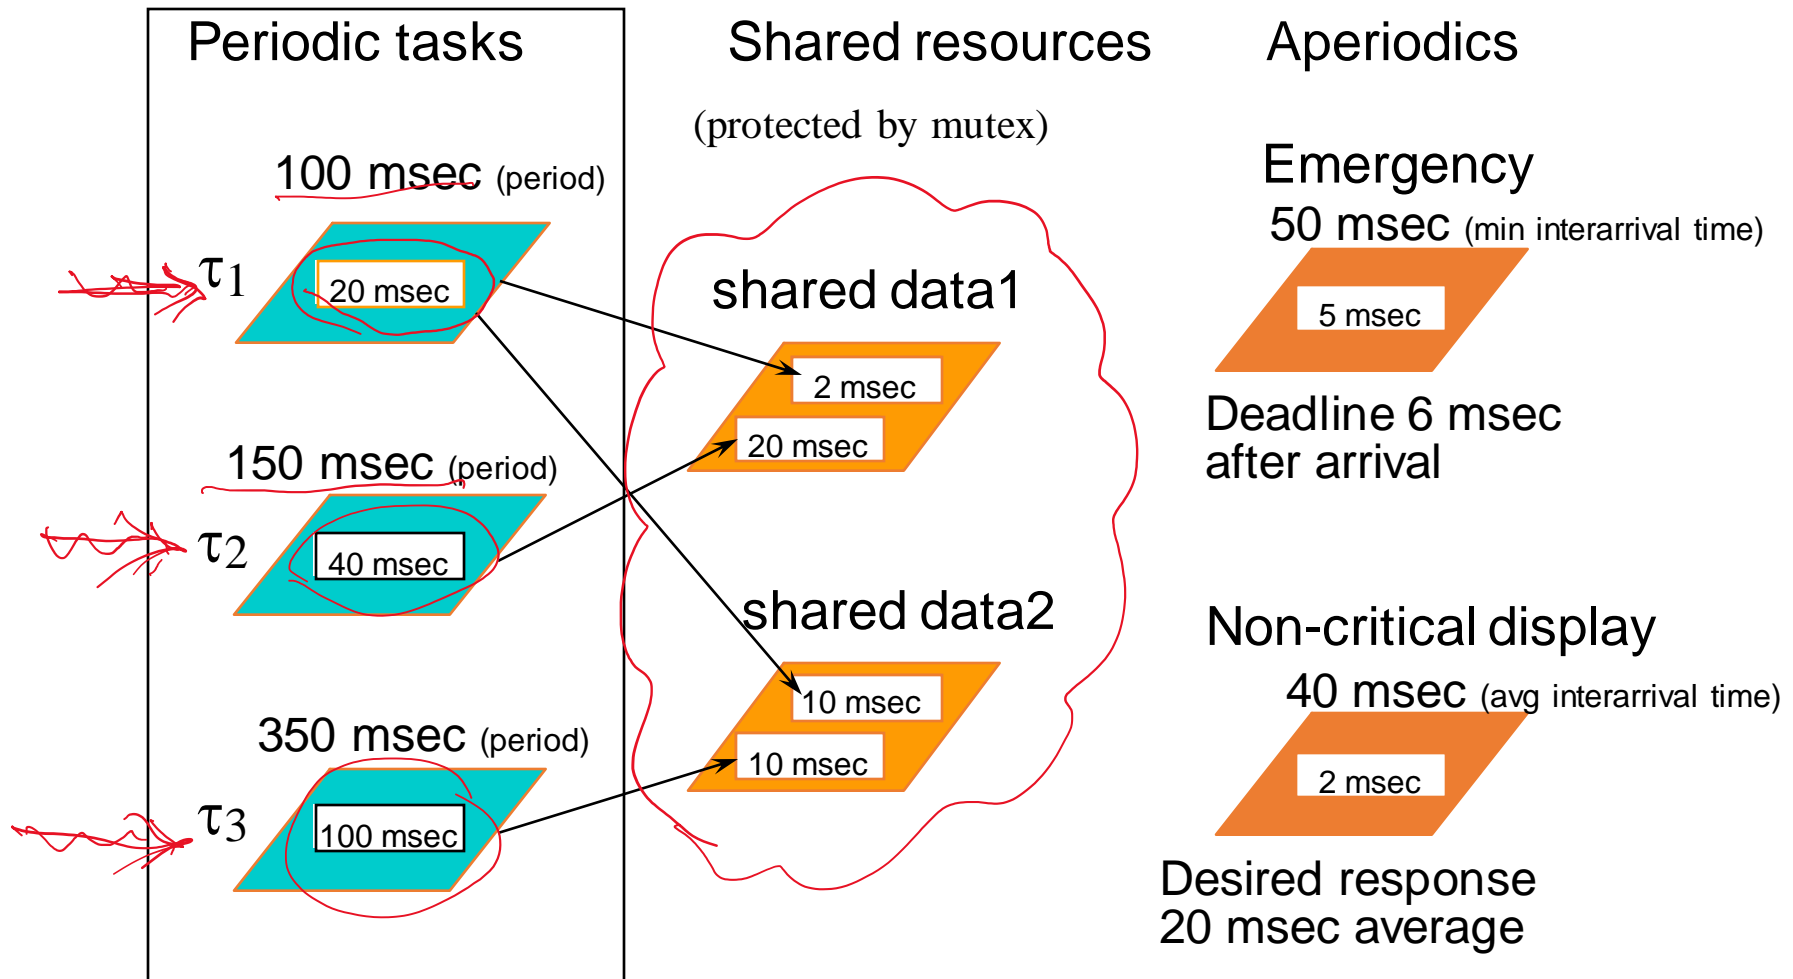 Periodic tasks
100 msec (period)
τ1
20 msec
150 msec (period)
τ2
40 msec
350 msec (period)
τ3
100 msec
Shared resources
(protected by mutex)
shared data1
2 msec
20 msec
shared data2
10 msec
10 msec
Aperiodics
Emergency
50 msec (min interarrival time)
5 msec
Deadline 6 msec
after arrival
Non-critical display
40 msec (avg interarrival time)
2 msec
Desired response
20 msec average